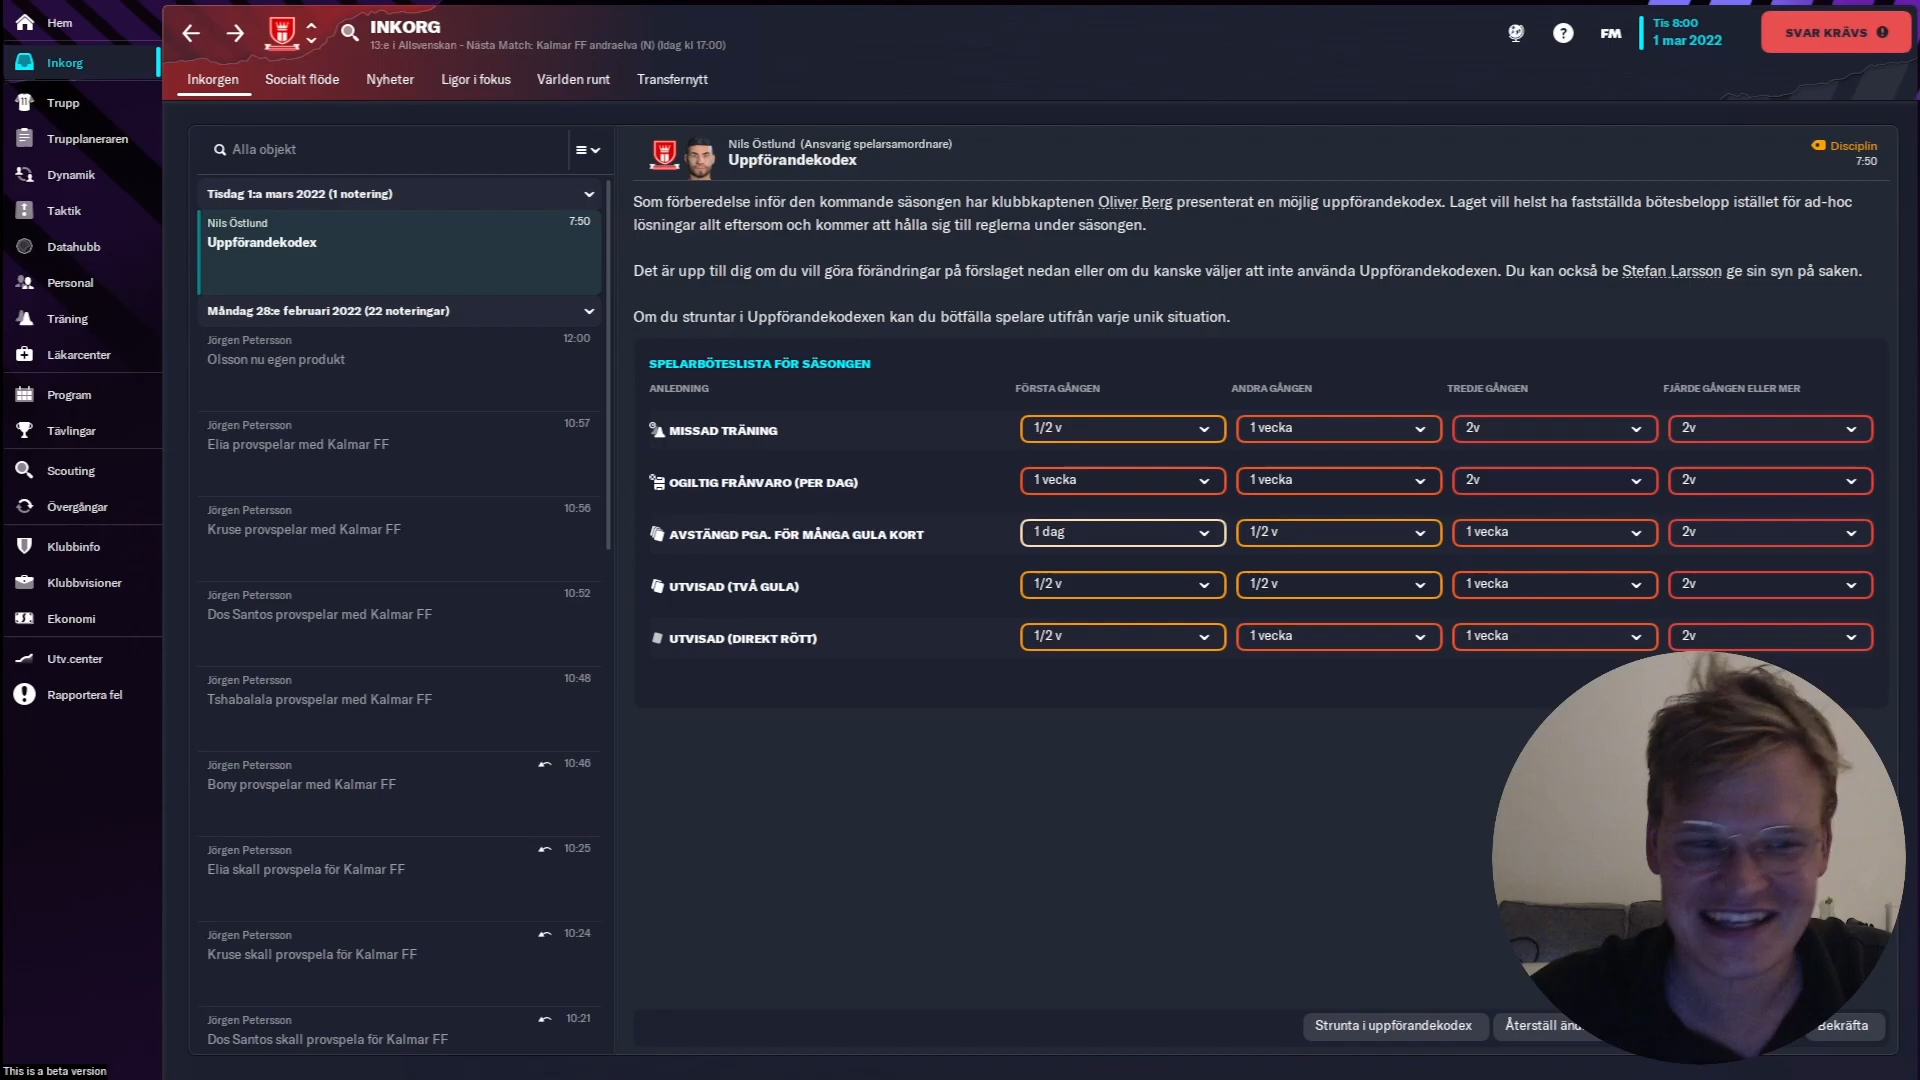 Hem
Inkorg
Trupp
Trupplaneraren
Dynamik
Taktik
Datahubb
Personal
Träning
Läkarcenter
Program
Tävlingar
Scouting
Övergångar
Klubbinfo
Klubbvisioner
Ekonomi
Utv.center
Rapportera fel
This is a beta version
INKORG
13:e i Allsvenskan - Nästa Match: Kalmar FF andraelva (N) (Idag kl 17:00)
FM
Tis 8:00
1 mar 2022
SVAR KRÄVS
Inkorgen
Socialt flöde
Nyheter
Ligor i fokus
Världen runt
Transfernytt
Alla objekt
Tisdag 1:a mars 2022 (1 notering)
Nils Östlund 7:50
Uppförandekodex
Måndag 28:e februari 2022 (22 noteringar)
Jörgen Petersson 12:00
Olsson nu egen produkt
Jörgen Petersson 10:57
Elia provspelar med Kalmar FF
Jörgen Petersson 10:56
Kruse provspelar med Kalmar FF
Jörgen Petersson 10:52
Dos Santos provspelar med Kalmar FF
Jörgen Petersson 10:48
Tshabalala provspelar med Kalmar FF
Jörgen Petersson 10:46
Bony provspelar med Kalmar FF
Jörgen Petersson 10:25
Elia skall provspela för Kalmar FF
Jörgen Petersson 10:24
Kruse skall provspela för Kalmar FF
Jörgen Petersson 10:21
Dos Santos skall provspela för Kalmar FF
Nils Östlund (Ansvarig spelarsamordnare)
Uppförandekodex
Disciplin
7:50
Som förberedelse inför den kommande säsongen har klubbkaptenen Oliver Berg presenterat en möjlig uppförandekodex. Laget vill helst ha fastställda bötesbelopp istället för ad-hoc
lösningar allt eftersom och kommer att hålla sig till reglerna under säsongen.
Det är upp till dig om du vill göra förändringar på förslaget nedan eller om du kanske väljer att inte använda Uppförandekodexen. Du kan också be Stefan Larsson ge sin syn på saken.
Om du struntar i Uppförandekodexen kan du bötfälla spelare utifrån varje unik situation.
SPELARBÖTESLISTA FÖR SÄSONGEN
ANLEDNING FÖRSTA GÅNGEN ANDRA GÅNGEN TREDJE GÅNGEN FJÄRDE GÅNGEN ELLER MER
MISSAD TRÄNING 1/2 v 1 vecka 2v 2v
OGILTIG FRÅNVARO (PER DAG) 1 vecka 1 vecka 2v 2v
AVSTÄNGD PGA. FÖR MÅNGA GULA KORT 1 dag 1/2 v 1 vecka 2v
UTVISAD (TVÅ GULA) 1/2 v 1/2 v 1 vecka 2v
UTVISAD (DIREKT RÖTT) 1/2 v 1 vecka 1 vecka 2v
Strunta i uppförandekodex
Återställ
Bekräfta